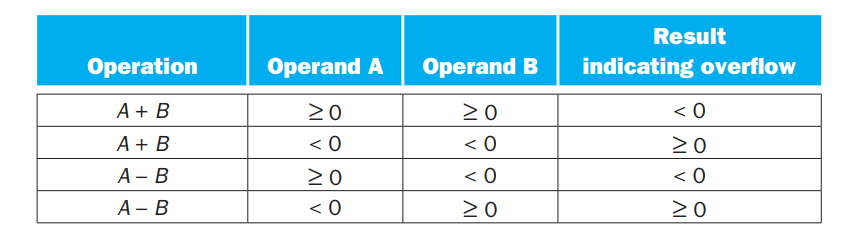 Operation Operand A Operand B Result indicating overflow
A + B ≥ 0 ≥ 0 < 0
A + B < 0 < 0 ≥ 0
A – B ≥ 0 < 0 < 0
A – B < 0 ≥ 0 ≥ 0